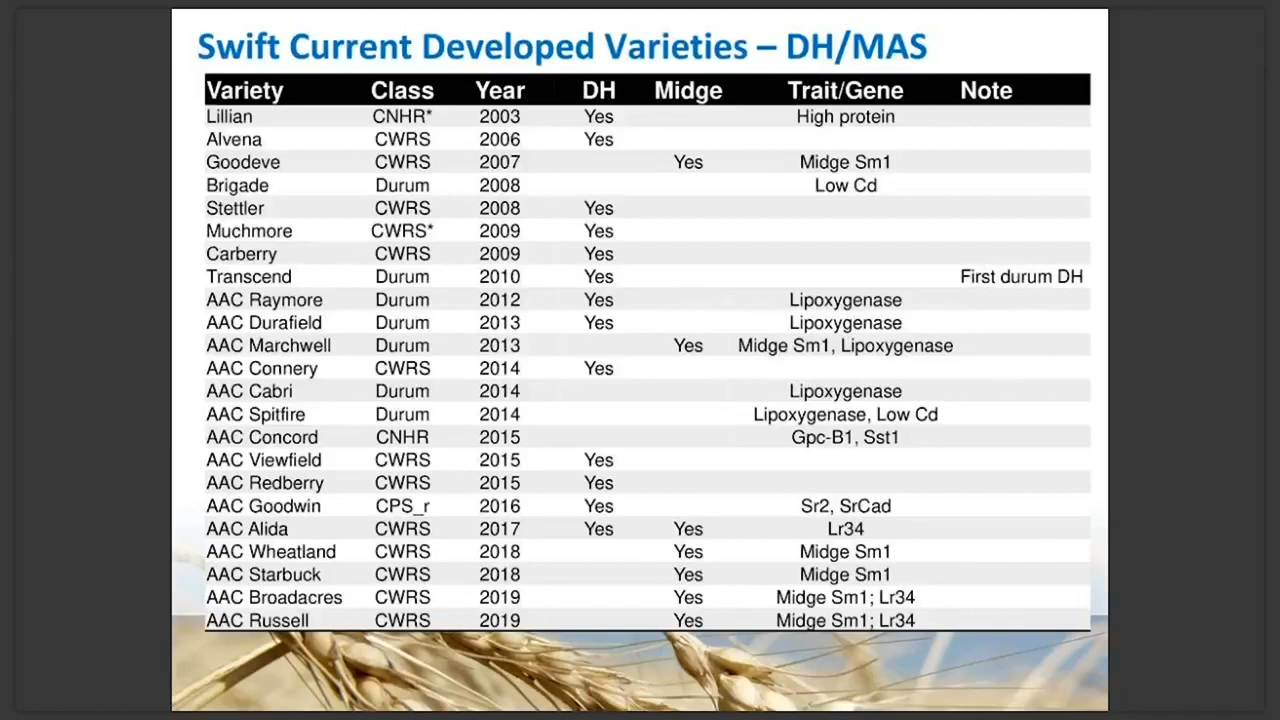 Swift Current Developed Varieties – DH/MAS
Variety Class Year DH Midge Trait/Gene Note
Lillian CNHR* 2003 Yes High protein
Alvena CWRS 2006 Yes
Goodeve CWRS 2007 Yes Midge Sm1
Brigade Durum 2008 Low Cd
Stettler CWRS 2008 Yes
Muchmore CWRS* 2009 Yes
Carberry CWRS 2009 Yes
Transcend Durum 2010 Yes First durum DH
AAC Raymore Durum 2012 Yes Lipoxygenase
AAC Durafield Durum 2013 Yes Lipoxygenase
AAC Marchwell Durum 2013 Yes Midge Sm1, Lipoxygenase
AAC Connery CWRS 2014 Yes
AAC Cabri Durum 2014 Lipoxygenase
AAC Spitfire Durum 2014 Lipoxygenase, Low Cd
AAC Concord CNHR 2015 Gpc-B1, Sst1
AAC Viewfield CWRS 2015 Yes
AAC Redberry CWRS 2015 Yes
AAC Goodwin CPS_r 2016 Yes Sr2, SrCad
AAC Alida CWRS 2017 Yes Yes Lr34
AAC Wheatland CWRS 2018 Yes Midge Sm1
AAC Starbuck CWRS 2018 Yes Midge Sm1
AAC Broadacres CWRS 2019 Yes Midge Sm1; Lr34
AAC Russell CWRS 2019 Yes Midge Sm1; Lr34